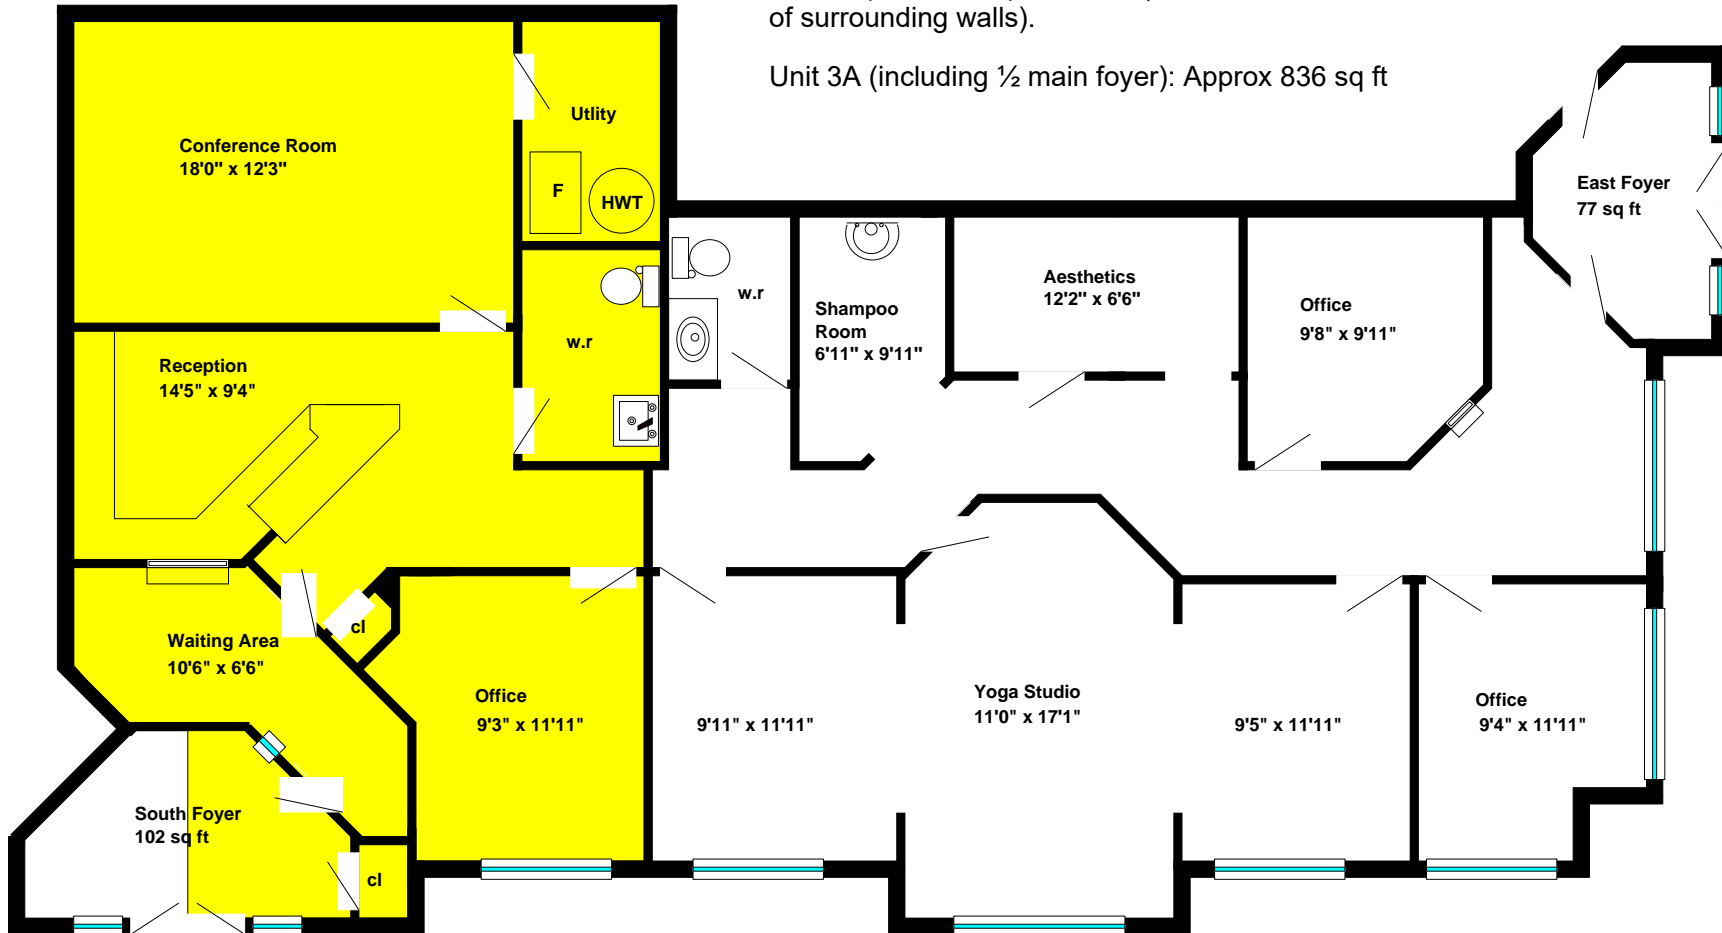 of surrounding walls).
Unit 3A (including ½ main foyer): Approx 836 sq ft
Utlity
Conference Room
18'0" x 12'3"
F
HWT
East Foyer
77 sq ft
w.r
Aesthetics
12'2" x 6'6"
Shampoo
Room
6'11" x 9'11"
Office
9'8" x 9'11"
w.r
Reception
14'5" x 9'4"
cl
Waiting Area
10'6" x 6'6"
Office
9'3" x 11'11"
9'11" x 11'11"
Yoga Studio
11'0" x 17'1"
9'5" x 11'11"
Office
9'4" x 11'11"
South Foyer
102 sq ft
cl